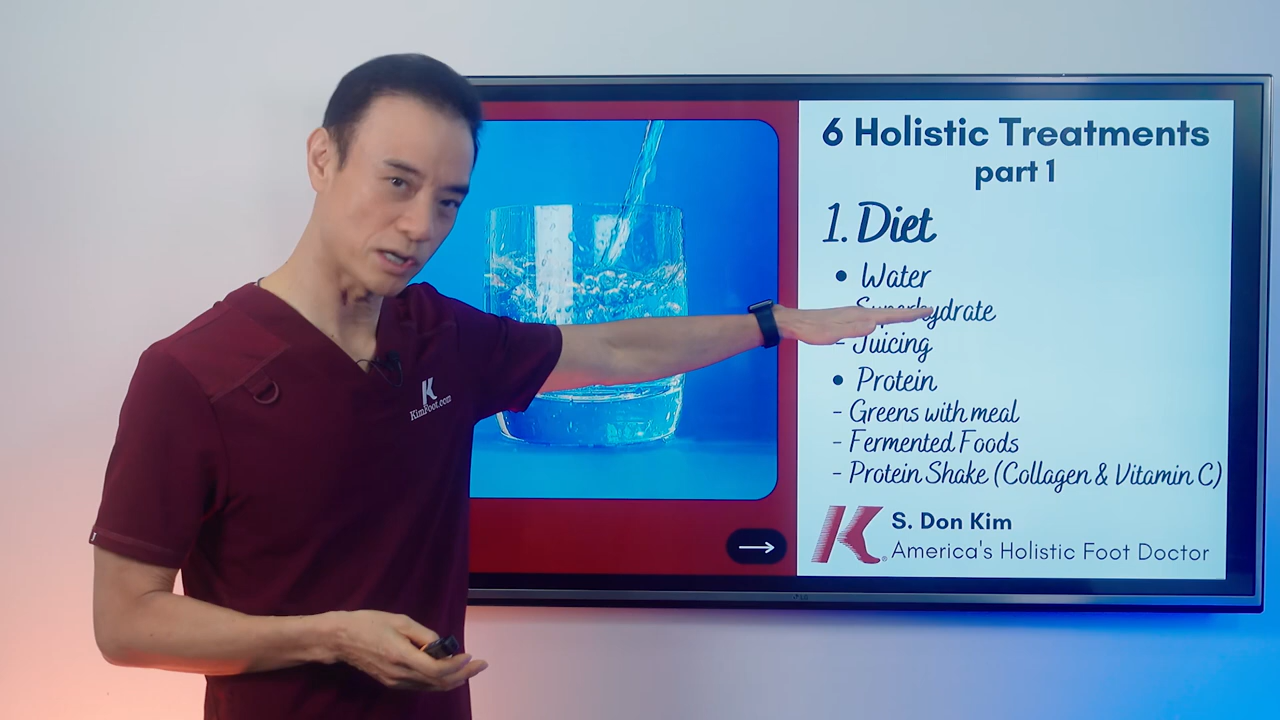 K
KimFoot.com
6 Holistic Treatments
part 1
1. Diet
• Water
- Superhydrate
- Juicing
• Protein
- Greens with meal
- Fermented Foods
- Protein Shake (Collagen & Vitamin C)
K® S. Don Kim
America's Holistic Foot Doctor